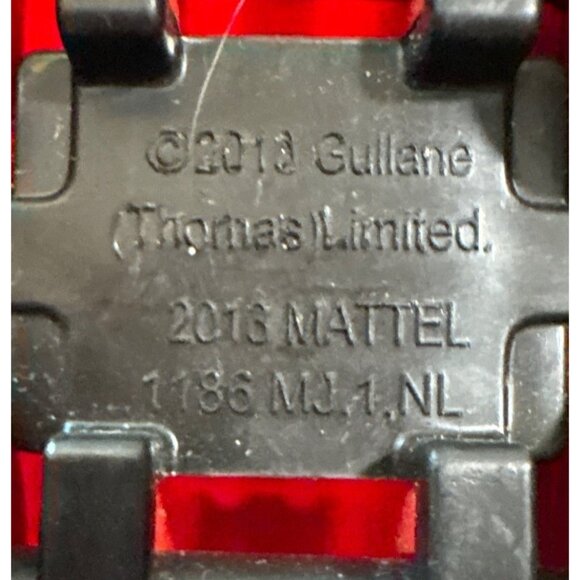 ©2013 Gullane
(Thomas)Limited.
2013 MATTEL
1186 MJ.1.NL